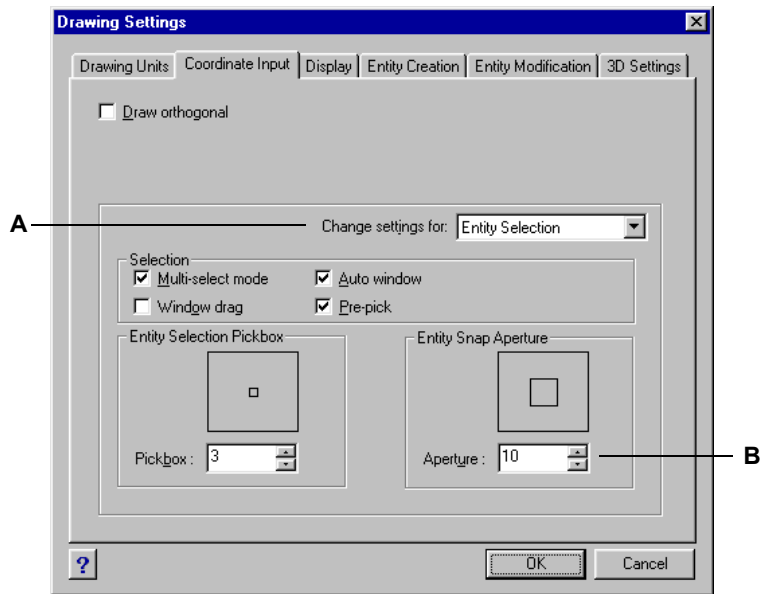 Drawing Settings
Drawing Units Coordinate Input Display Entity Creation Entity Modification 3D Settings
Draw orthogonal
A
Change settings for: Entity Selection
Selection
Multi-select mode Auto window
Window drag Pre-pick
Entity Selection Pickbox Entity Snap Aperture
Pickbox : 3 Aperture : 10
B
? OK Cancel